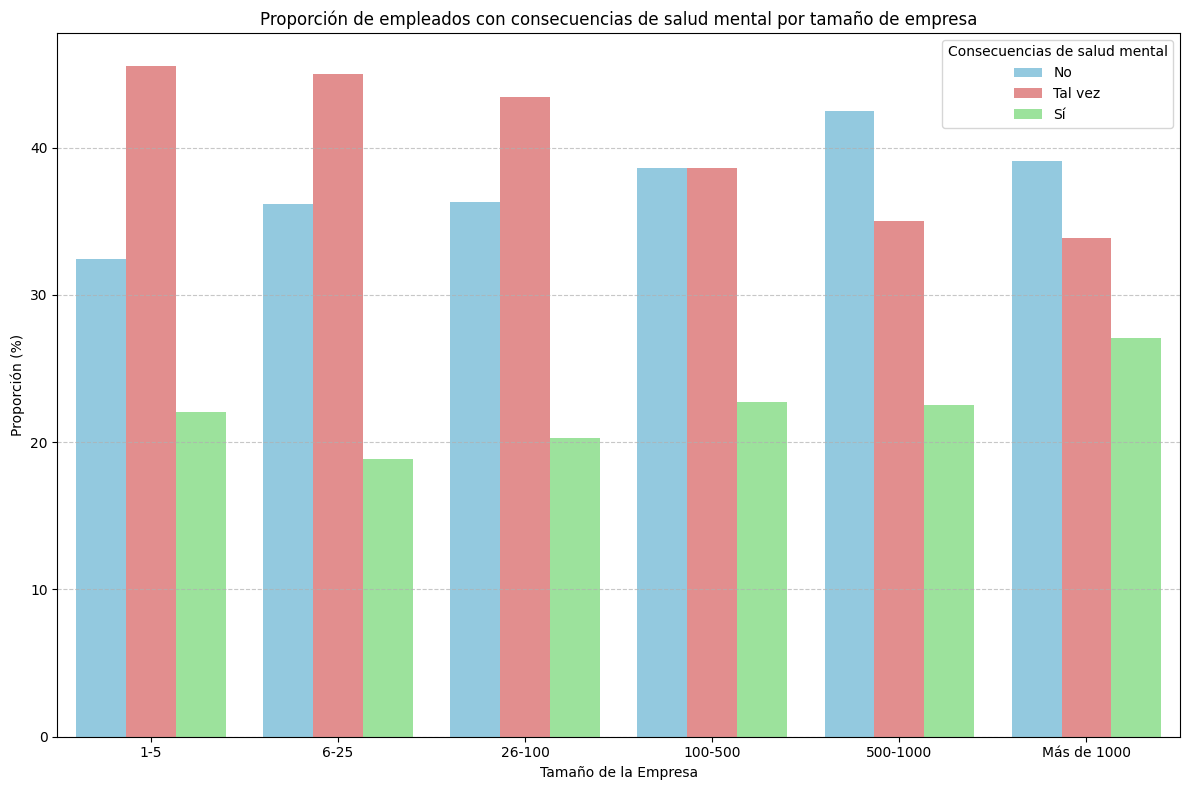 Proporción de empleados con consecuencias de salud mental por tamaño de empresa
Consecuencias de salud mental
No
Tal vez
Sí
Proporción (%)
40
30
20
10
0
1-5
6-25
26-100
100-500
500-1000
Más de 1000
Tamaño de la Empresa